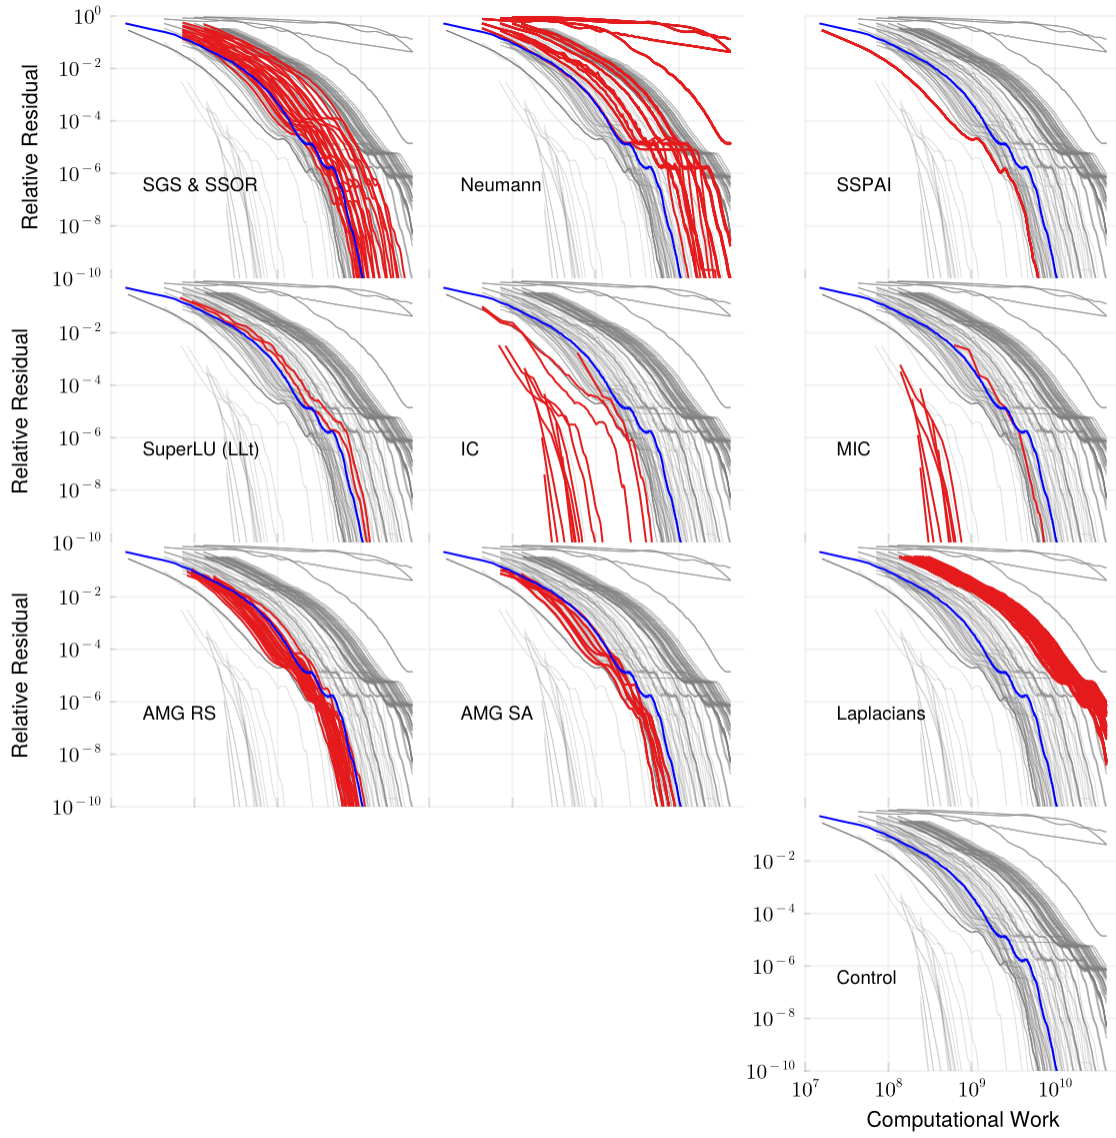 10^0
10^-2
10^-4
10^-6
10^-8
10^-10
Relative Residual
SGS & SSOR
Neumann
SSPAI
10^-2
10^-4
10^-6
10^-8
10^-10
Relative Residual
SuperLU (LLt)
IC
MIC
10^-2
10^-4
10^-6
10^-8
10^-10
Relative Residual
AMG RS
AMG SA
Laplacians
10^-2
10^-4
10^-6
10^-8
10^-10
Control
10^7
10^8
10^9
10^10
Computational Work